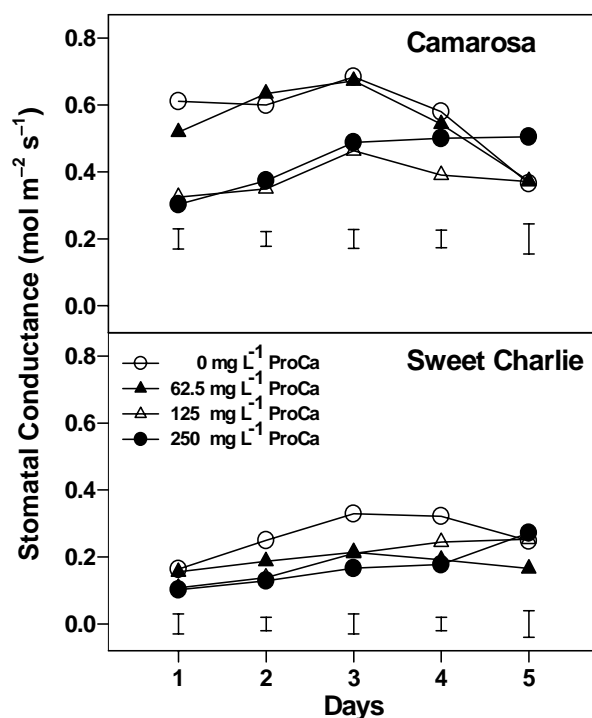 Camarosa
0.8
0.6
0.4
0.2
0.0
Stomatal Conductance (mol m−2 s−1)
Sweet Charlie
0 mg L-1 ProCa
62.5 mg L-1 ProCa
125 mg L-1 ProCa
250 mg L-1 ProCa
0.8
0.6
0.4
0.2
0.0
1 2 3 4 5
Days